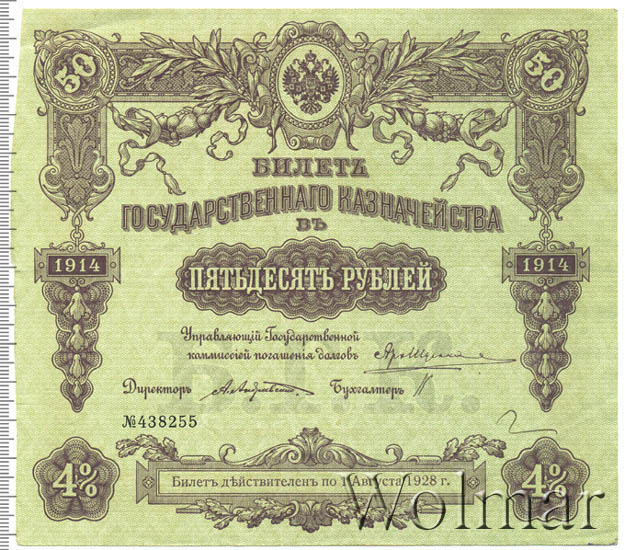 50 50
БИЛЕТЪ
ГОСУДАРСТВЕННАГО КАЗНАЧЕЙСТВА
ВЪ
1914 ПЯТЬДЕСЯТЪ РУБЛЕЙ 1914
Управляющій Государственной
коммиссіей погашенія долговъ
Директоръ Бухгалтеръ
№438255
4% 4%
Билетъ дѣйствителенъ по 1 Августа 1928 г.
Wolmar